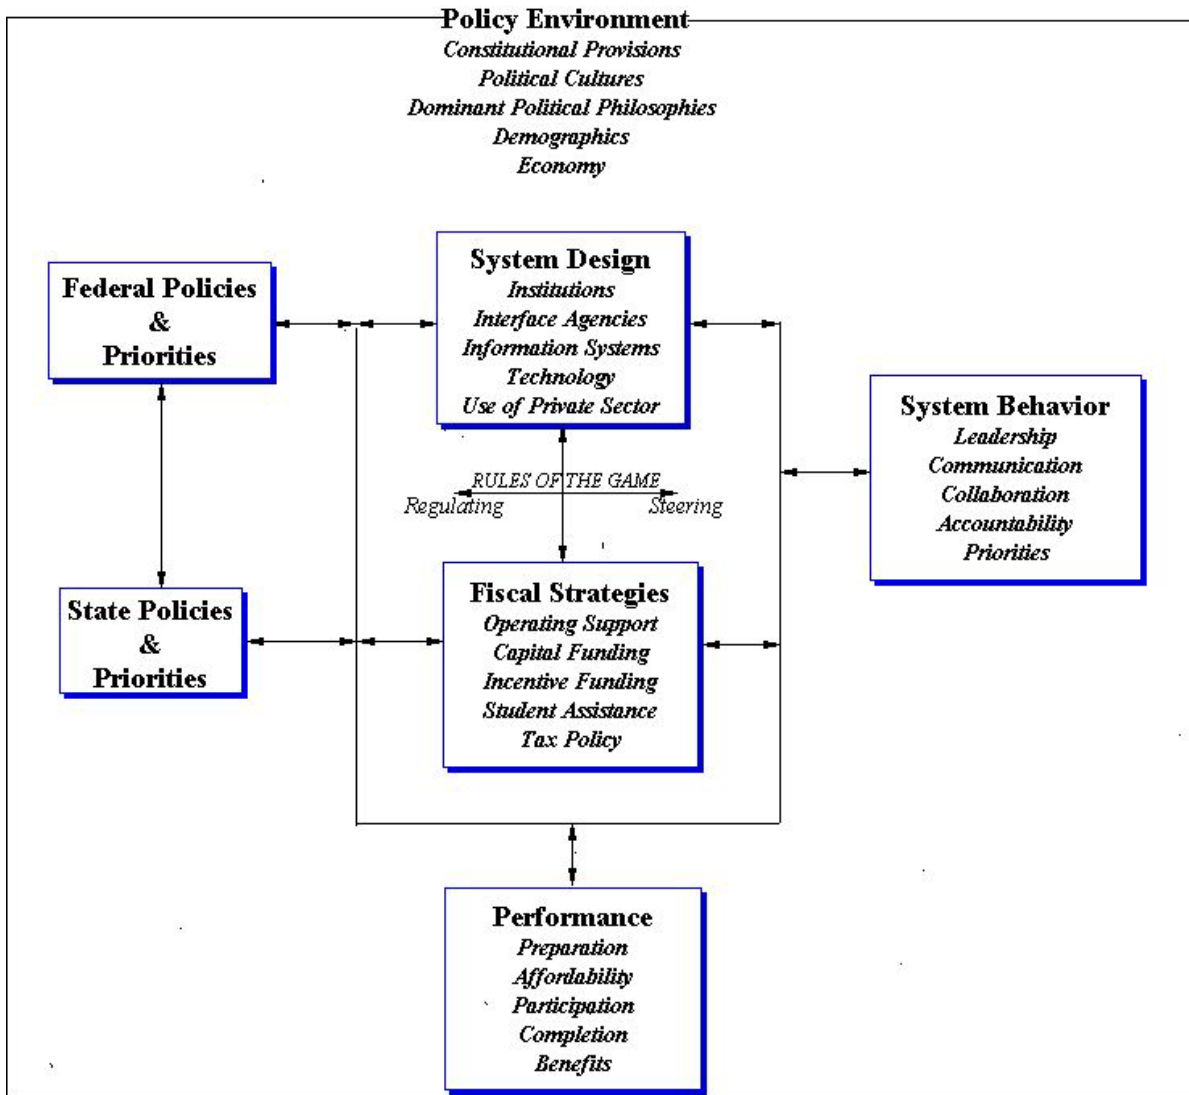 Policy Environment
Constitutional Provisions
Political Cultures
Dominant Political Philosophies
Demographics
Economy
Federal Policies
&
Priorities
System Design
Institutions
Interface Agencies
Information Systems
Technology
Use of Private Sector
System Behavior
Leadership
Communication
Collaboration
Accountability
Priorities
RULES OF THE GAME
Regulating
Steering
State Policies
&
Priorities
Fiscal Strategies
Operating Support
Capital Funding
Incentive Funding
Student Assistance
Tax Policy
Performance
Preparation
Affordability
Participation
Completion
Benefits